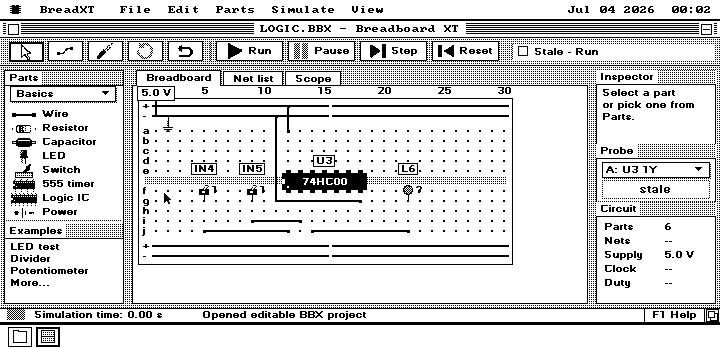 BreadXT File Edit Parts Simulate View Jul 04 2026 00:02
LOGIC.BBX - Breadboard XT
Run Pause Step Reset Stale - Run
Parts
Basics
Wire
Resistor
Capacitor
LED
Switch
555 timer
Logic IC
Power
Examples
LED test
Divider
Potentiometer
More...
Breadboard Net list Scope
5.0 V 5 10 15 20 25 30
+
-
a
b
c
d
e
U3
IN4 IN5 L6
74HC00
f 1 1 ?
g
h
i
j
+
-
Inspector
Select a part
or pick one from
Parts.
Probe
A: U3 1Y
stale
Circuit
Parts 6
Nets --
Supply 5.0 V
Clock --
Duty --
Simulation time: 0.00 s Opened editable BBX project F1 Help